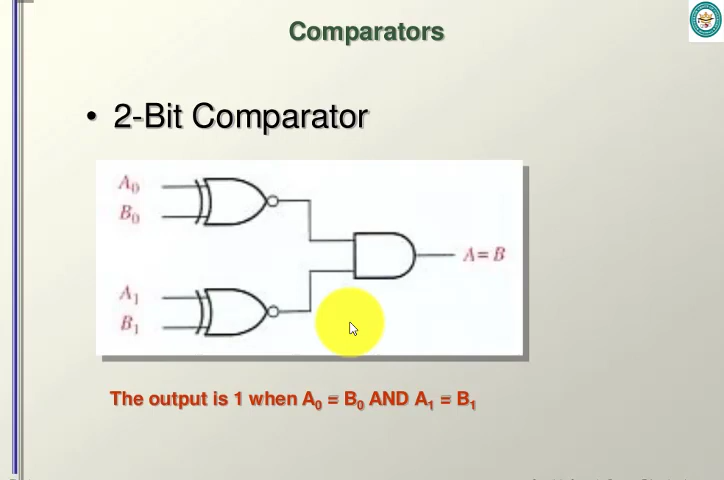 Comparators
• 2-Bit Comparator
A0
B0
A=B
A1
B1
The output is 1 when A0 = B0 AND A1 = B1